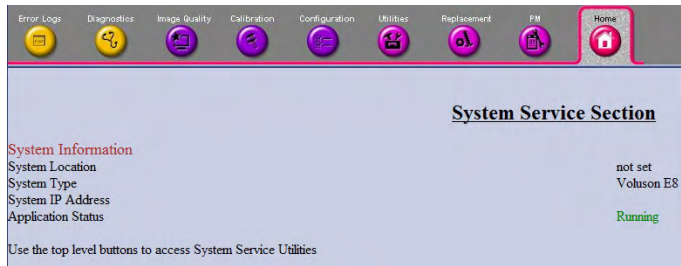 Error Logs Diagnostics Image Quality Calibration Configuration Utilities Replacement PM Home
System Service Section
System Information
System Location not set
System Type Voluson E8
System IP Address
Application Status Running
Use the top level buttons to access System Service Utilities